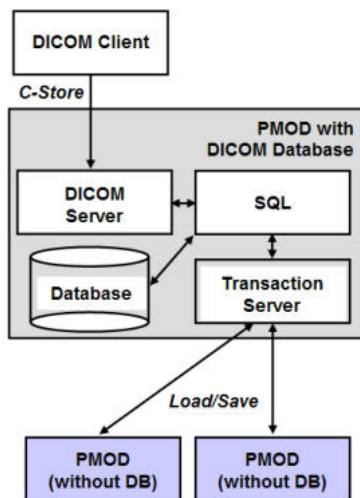 DICOM Client
C-Store
PMOD with
DICOM Database
DICOM
Server
SQL
Database
Transaction
Server
Load/Save
PMOD
(without DB)
PMOD
(without DB)